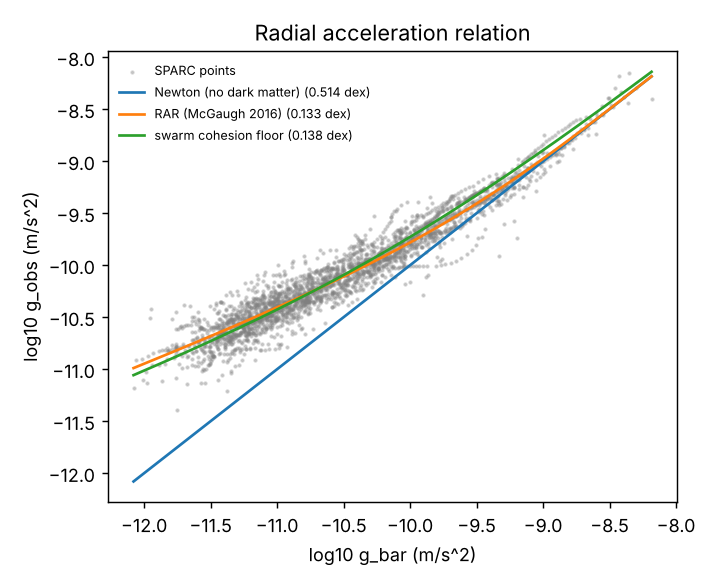 Radial acceleration relation
SPARC points
Newton (no dark matter) (0.514 dex)
RAR (McGaugh 2016) (0.133 dex)
swarm cohesion floor (0.138 dex)
log10 g_obs (m/s^2)
−8.0
−8.5
−9.0
−9.5
−10.0
−10.5
−11.0
−11.5
−12.0
−12.0 −11.5 −11.0 −10.5 −10.0 −9.5 −9.0 −8.5 −8.0
log10 g_bar (m/s^2)